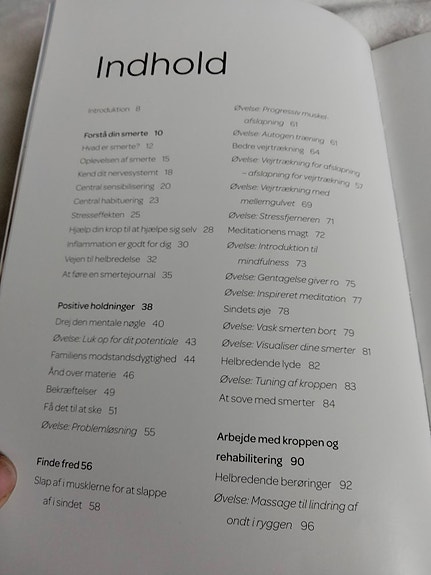 Indhold
Introduktion 8
Forstå din smerte 10
Hvad er smerte? 12
Oplevelsen af smerte 15
Kend dit nervesystemt 18
Central sensibilisering 20
Central habituering 23
Stresseffekten 25
Hjælp din krop til at hjælpe sig selv 28
Inflammation er godt for dig 30
Vejen til helbredelse 32
At føre en smertejournal 35
Positive holdninger 38
Drej den mentale nøgle 40
Øvelse: Luk op for dit potentiale 43
Familiens modstandsdygtighed 44
Ånd over materie 46
Bekræftelser 49
Få det til at ske 51
Øvelse: Problemløsning 55
Finde fred 56
Slap af i musklerne for at slappe
af i sindet 58
Øvelse: Progressiv muskel-
afslapning 61
Øvelse: Autogen træning 61
Bedre vejrtrækning 64
Øvelse: Vejrtrækning for afslapning
– afslapning for vejrtrækning 67
Øvelse: Vejrtrækning med
mellemgulvet 69
Øvelse: Stressfjerneren 71
Meditationens magt 72
Øvelse: Introduktion til
mindfulness 73
Øvelse: Gentagelse giver ro 75
Øvelse: Inspireret meditation 77
Sindets øje 78
Øvelse: Vask smerten bort 79
Øvelse: Visualiser dine smerter 81
Helbredende lyde 82
Øvelse: Tuning af kroppen 83
At sove med smerter 84
Arbejde med kroppen og
rehabilitering 90
Helbredende berøringer 92
Øvelse: Massage til lindring af
ondt i ryggen 96